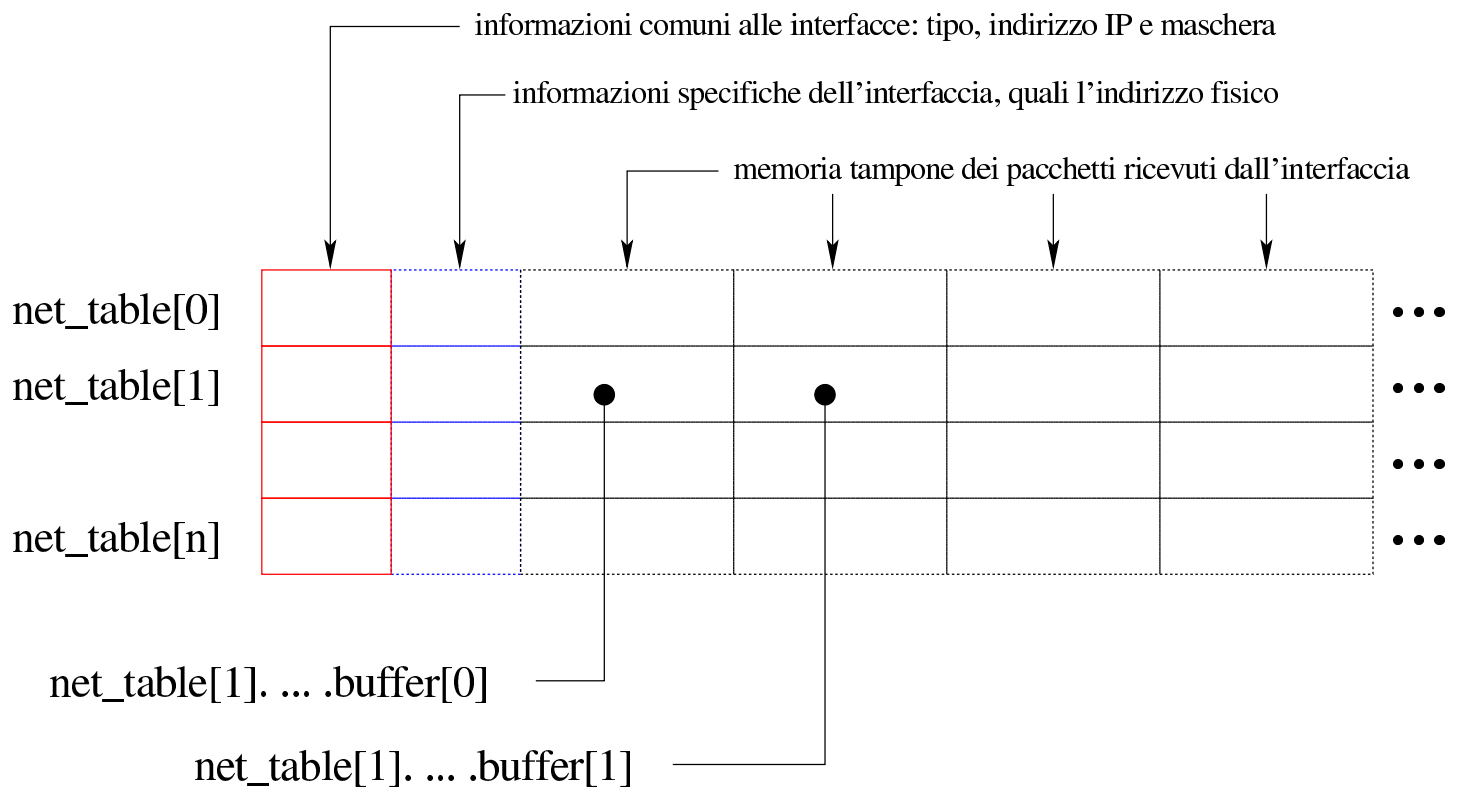 informazioni comuni alle interfacce: tipo, indirizzo IP e maschera
informazioni specifiche dell’interfaccia, quali l’indirizzo fisico
memoria tampone dei pacchetti ricevuti dall’interfaccia
net_table[0]
net_table[1]
net_table[n]
net_table[1]. ... .buffer[0]
net_table[1]. ... .buffer[1]